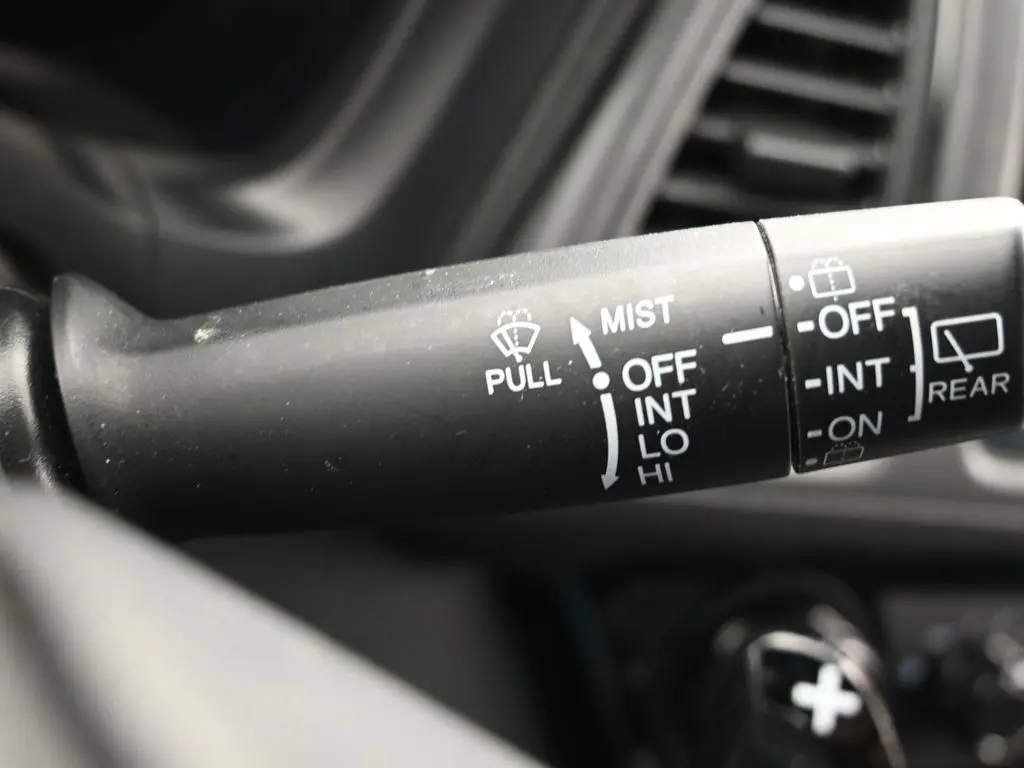 PULL
MIST
OFF
INT
LO
HI
-OFF
-INT
-ON
REAR